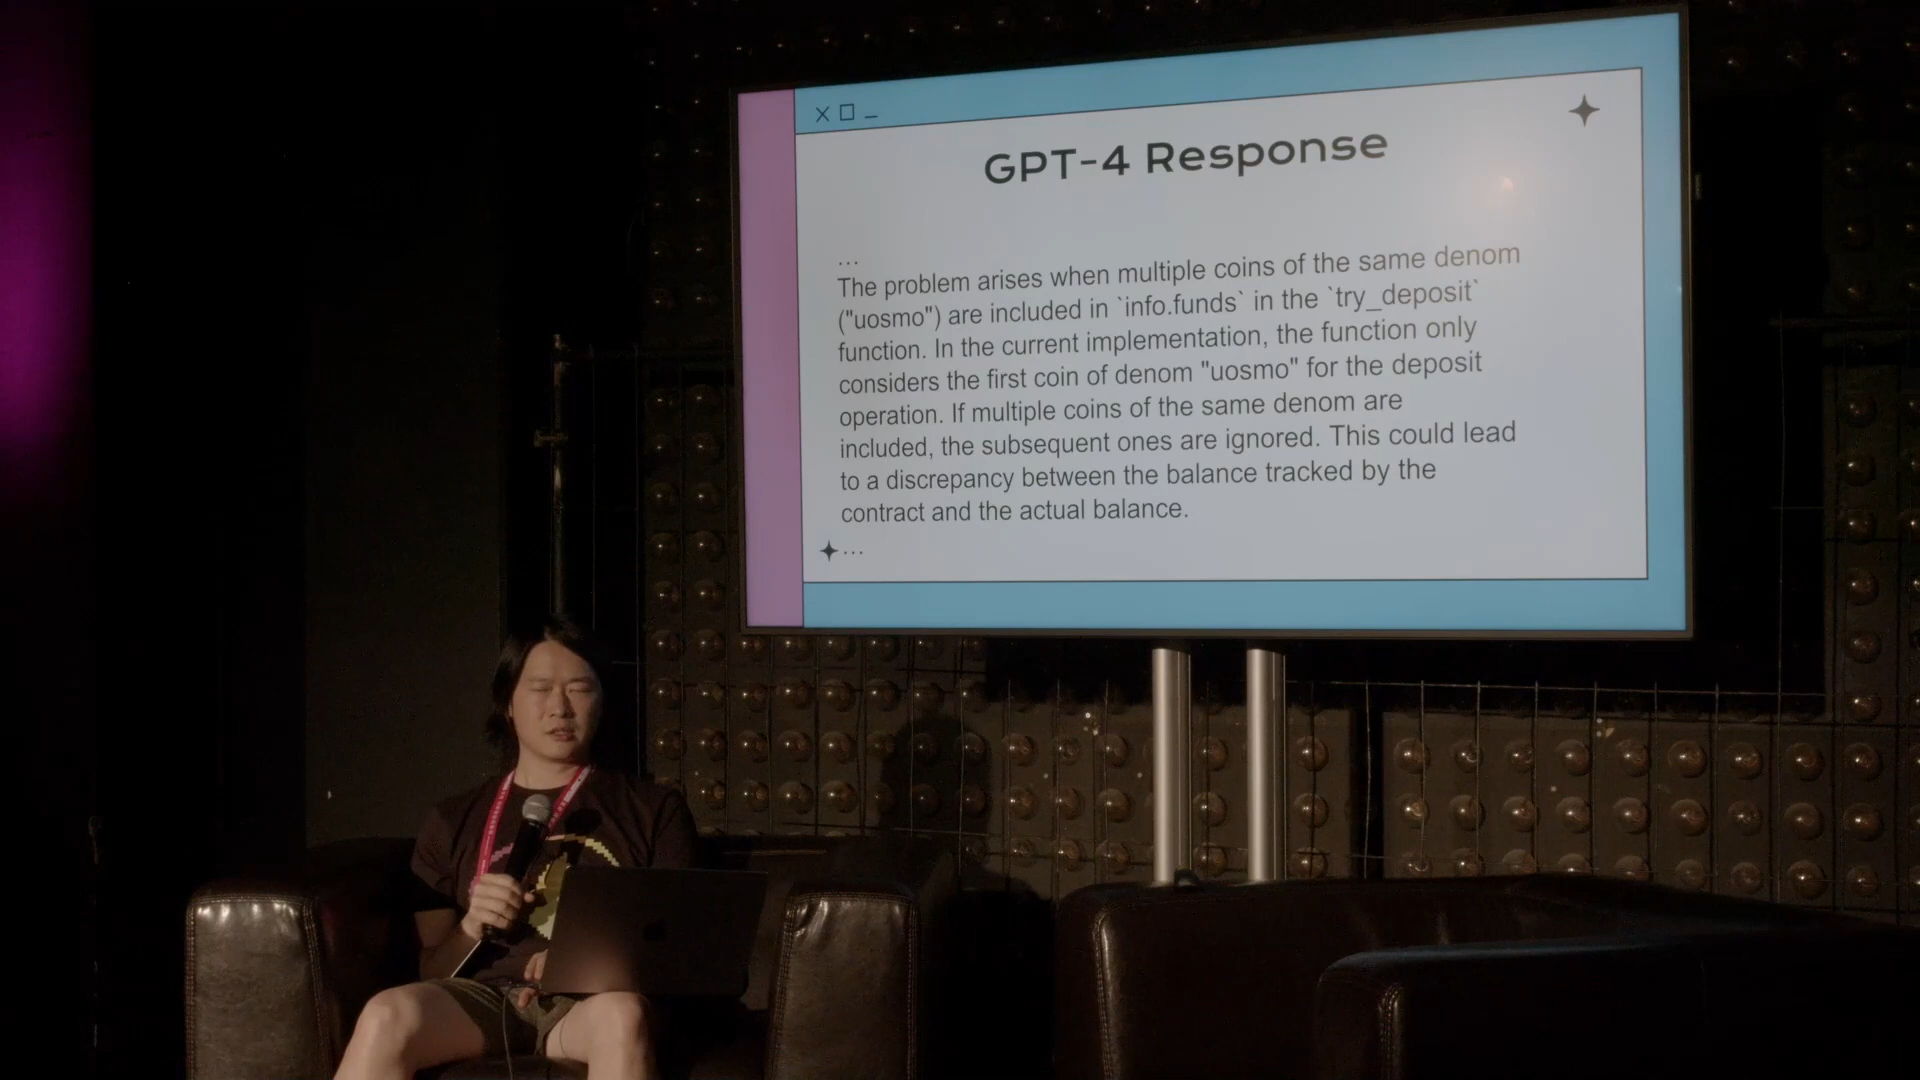 GPT-4 Response
...
The problem arises when multiple coins of the same denom
("uosmo") are included in `info.funds` in the `try_deposit`
function. In the current implementation, the function only
considers the first coin of denom "uosmo" for the deposit
operation. If multiple coins of the same denom are
included, the subsequent ones are ignored. This could lead
to a discrepancy between the balance tracked by the
contract and the actual balance.
...